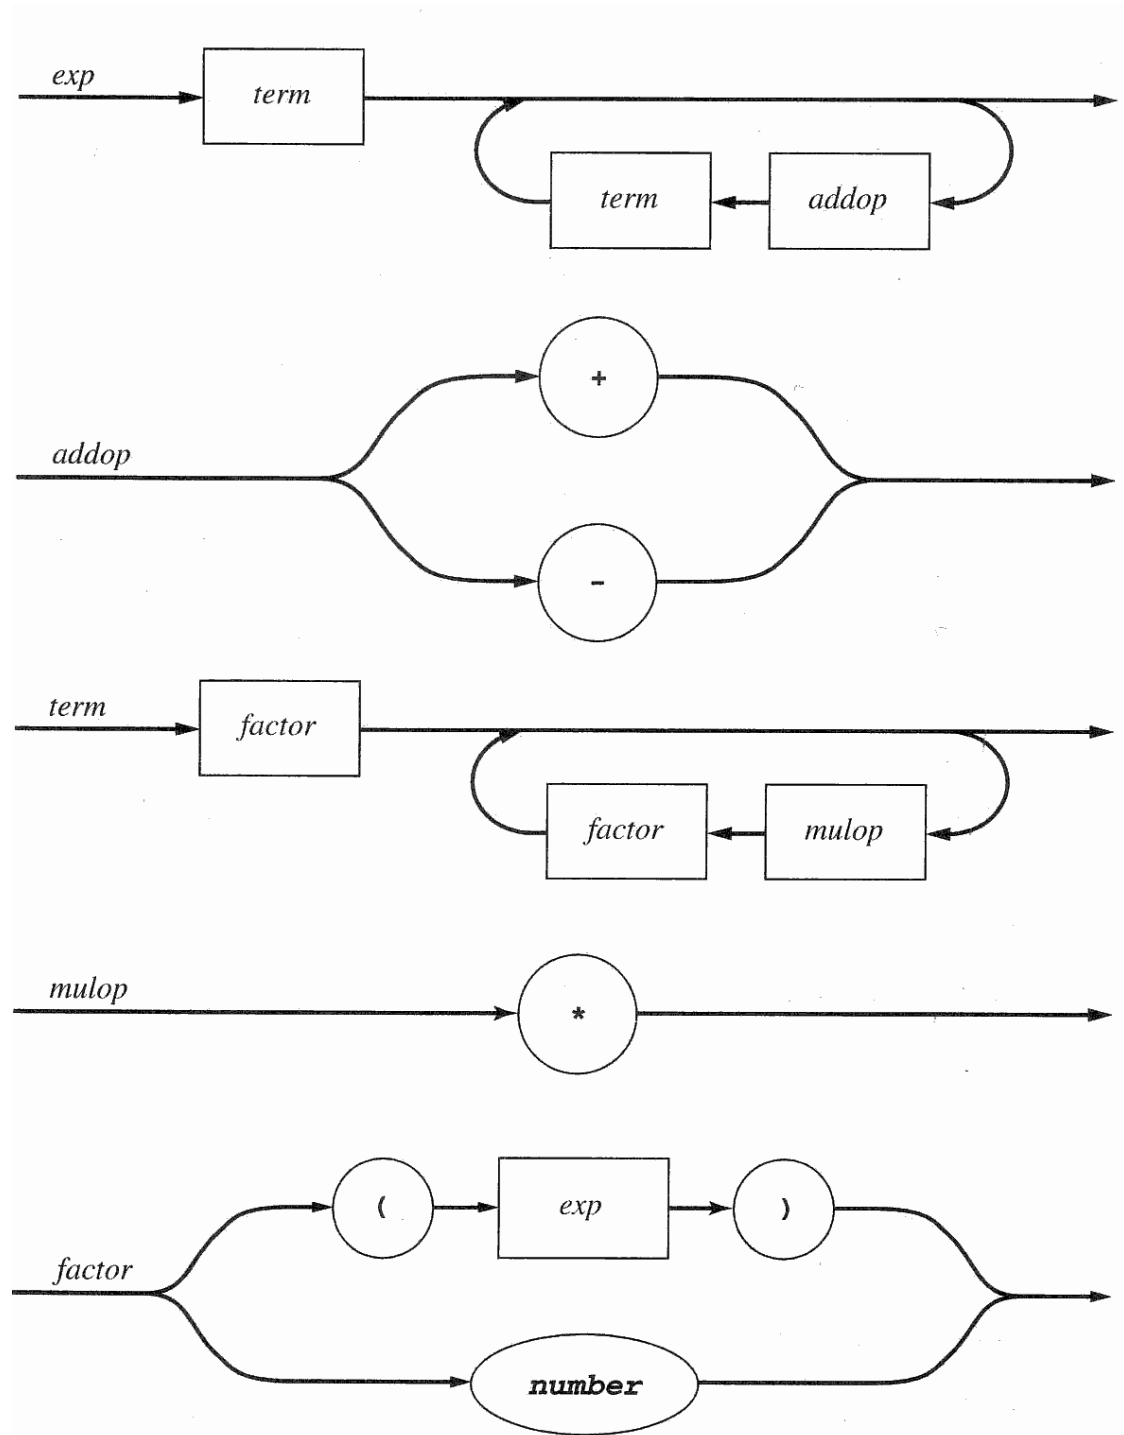 exp
term
term
addop
+
addop
-
term
factor
factor
mulop
mulop
*
( exp )
factor
number